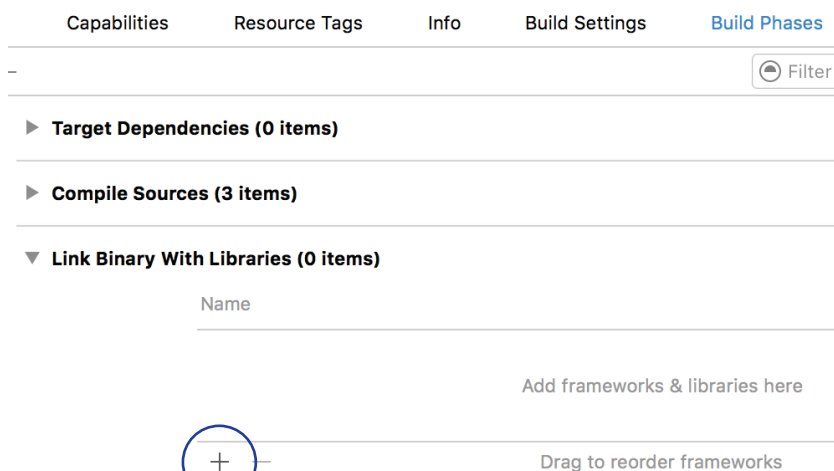 Capabilities Resource Tags Info Build Settings Build Phases
Filter
Target Dependencies (0 items)
Compile Sources (3 items)
Link Binary With Libraries (0 items)
Name
Add frameworks & libraries here
Drag to reorder frameworks